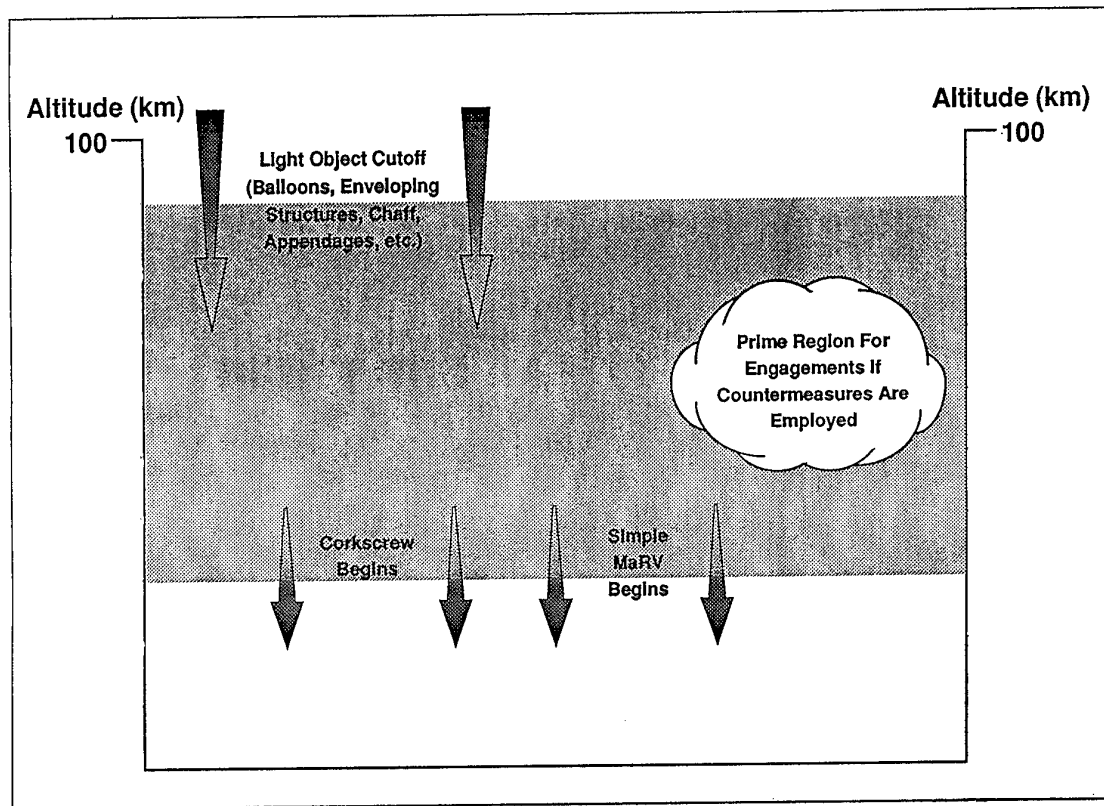 Altitude (km)
100
Altitude (km)
100
Light Object Cutoff
(Balloons, Enveloping
Structures, Chaff,
Appendages, etc.)
Prime Region For
Engagements If
Countermeasures Are
Employed
Corkscrew
Begins
Simple
MaRV
Begins